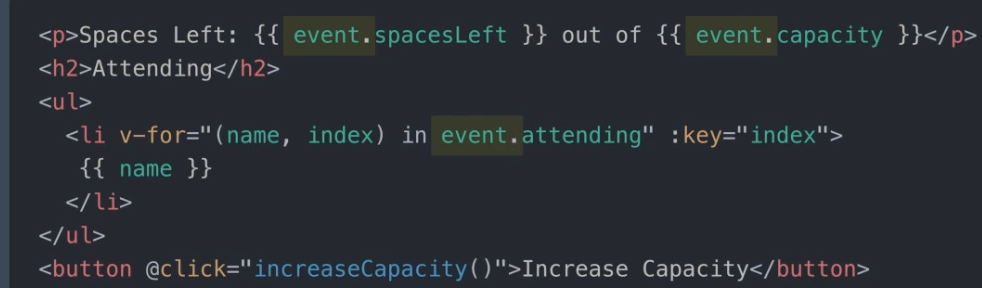 <p>Spaces Left: {{ event.spacesLeft }} out of {{ event.capacity }}</p>
<h2>Attending</h2>
<ul>
<li v-for="(name, index) in event.attending" :key="index">
{{ name }}
</li>
</ul>
<button @click="increaseCapacity()">Increase Capacity</button>